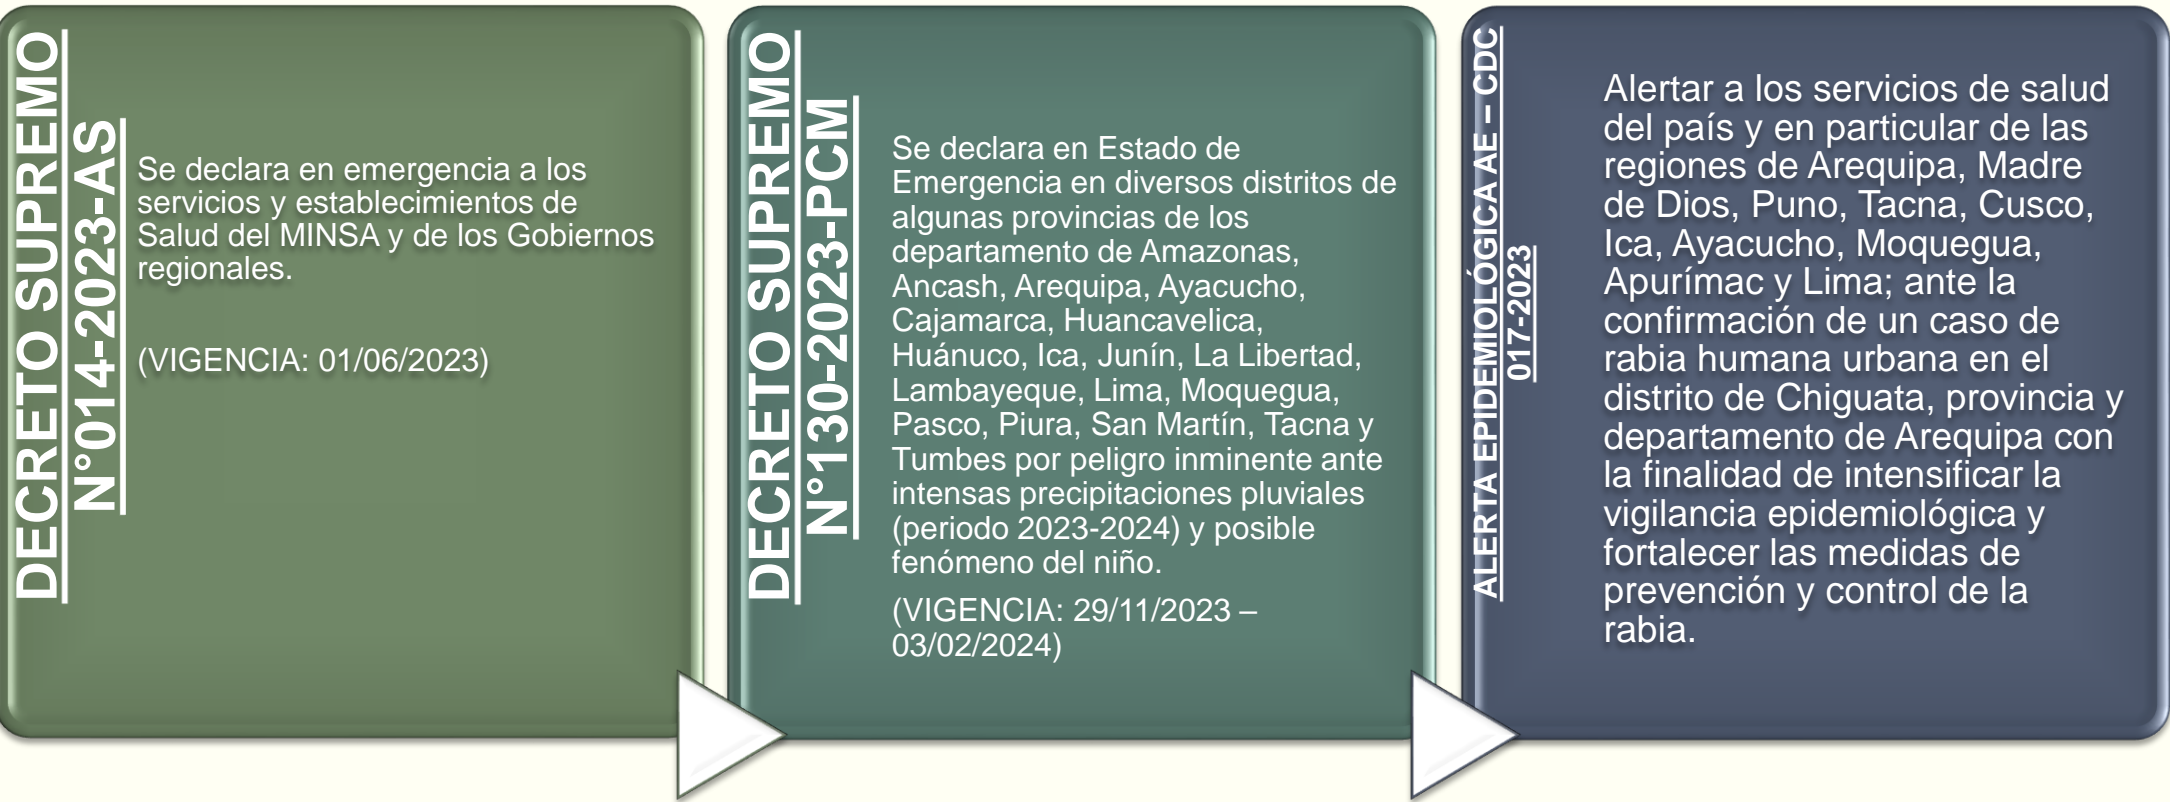 DECRETO SUPREMO
N°014-2023-AS
Se declara en emergencia a los
servicios y establecimientos de
Salud del MINSA y de los Gobiernos
regionales.
(VIGENCIA: 01/06/2023)
DECRETO SUPREMO
N°130-2023-PCM
Se declara en Estado de
Emergencia en diversos distritos de
algunas provincias de los
departamento de Amazonas,
Ancash, Arequipa, Ayacucho,
Cajamarca, Huancavelica,
Huánuco, Ica, Junín, La Libertad,
Lambayeque, Lima, Moquegua,
Pasco, Piura, San Martín, Tacna y
Tumbes por peligro inminente ante
intensas precipitaciones pluviales
(periodo 2023-2024) y posible
fenómeno del niño.
(VIGENCIA: 29/11/2023 –
03/02/2024)
ALERTA EPIDEMIOLÓGICA AE – CDC
017-2023
Alertar a los servicios de salud
del país y en particular de las
regiones de Arequipa, Madre
de Dios, Puno, Tacna, Cusco,
Ica, Ayacucho, Moquegua,
Apurímac y Lima; ante la
confirmación de un caso de
rabia humana urbana en el
distrito de Chiguata, provincia y
departamento de Arequipa con
la finalidad de intensificar la
vigilancia epidemiológica y
fortalecer las medidas de
prevención y control de la
rabia.